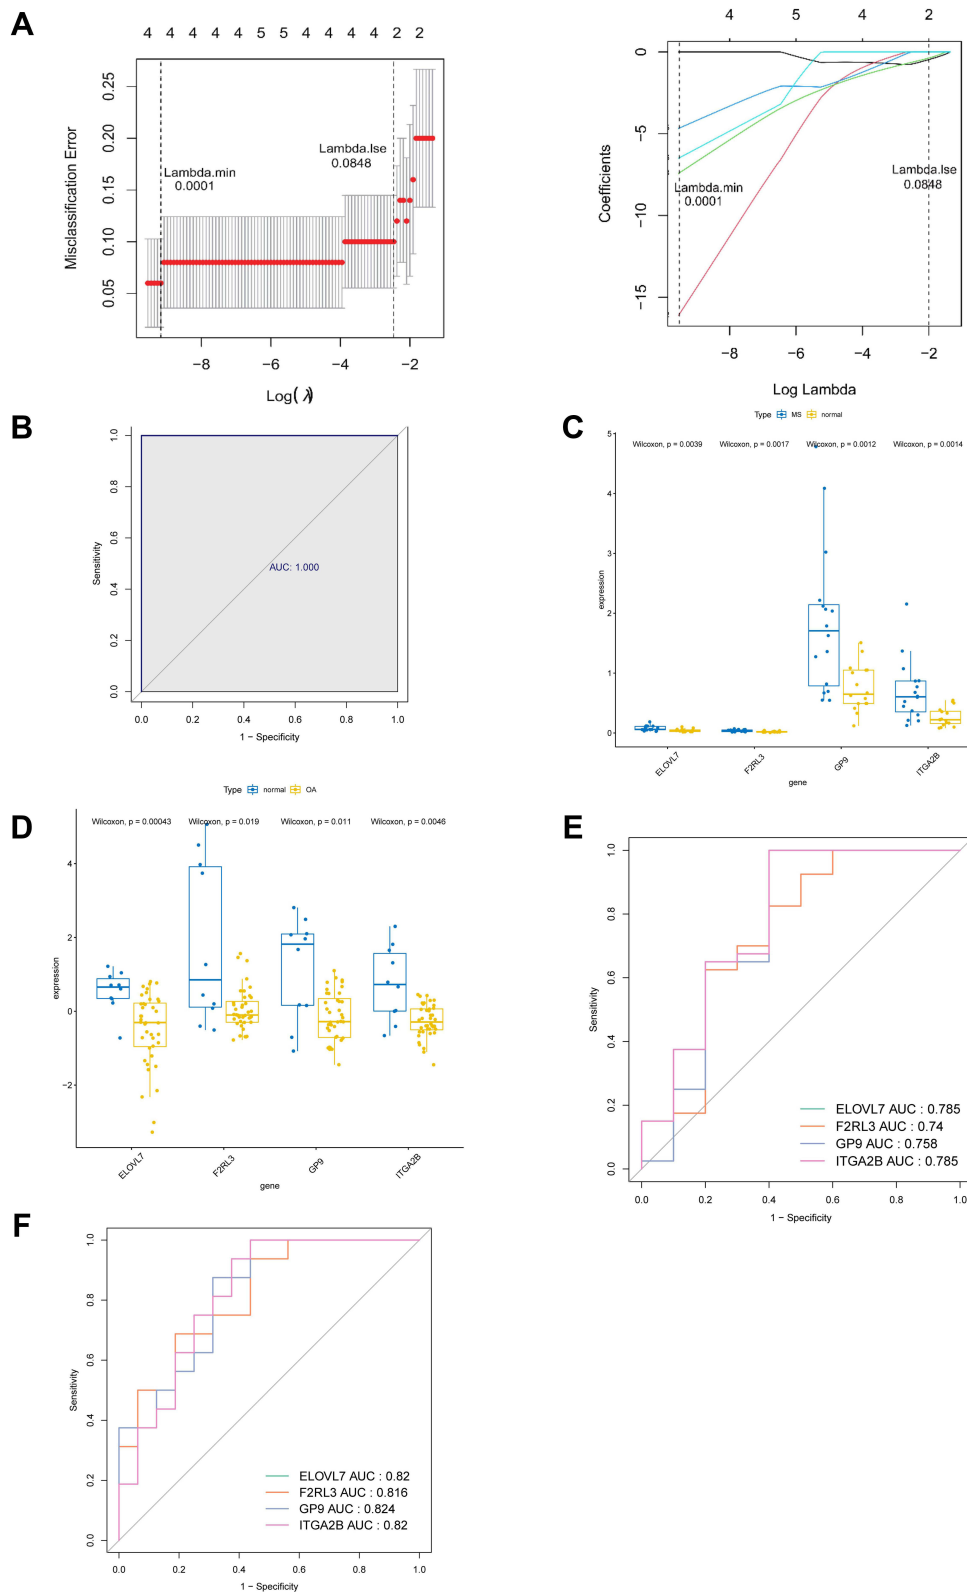 A
4 4 4 4 4 4 5 5 4 4 4 4 4 2 2
Misclassification Error
0.25
0.20
0.15
0.10
0.05
Lambda.min
0.0001
Lambda.lse
0.0848
−8 −6 −4 −2
Log(λ)
4 5 4 2
Coefficients
0
−5
−10
−15
Lambda.min
0.0001
Lambda.lse
0.0848
−8 −6 −4 −2
Log Lambda
B
Sensitivity
1.0
0.8
0.6
0.4
0.2
0.0
AUC: 1.000
0.0 0.2 0.4 0.6 0.8 1.0
1 − Specificity
C
Type MS normal
Wilcoxon, p = 0.0039 Wilcoxon, p = 0.0017 Wilcoxon, p = 0.0012 Wilcoxon, p = 0.0014
expression
5
4
3
2
1
0
ELOVL7 F2RL3 GP9 ITGA2B
gene
D
Type normal OA
Wilcoxon, p = 0.00043 Wilcoxon, p = 0.019 Wilcoxon, p = 0.011 Wilcoxon, p = 0.0046
expression
4
2
0
−2
ELOVL7 F2RL3 GP9 ITGA2B
gene
E
Sensitivity
1.0
0.8
0.6
0.4
0.2
0.0
ELOVL7 AUC : 0.785
F2RL3 AUC : 0.74
GP9 AUC : 0.758
ITGA2B AUC : 0.785
0.0 0.2 0.4 0.6 0.8 1.0
1 − Specificity
F
Sensitivity
1.0
0.8
0.6
0.4
0.2
0.0
ELOVL7 AUC : 0.82
F2RL3 AUC : 0.816
GP9 AUC : 0.824
ITGA2B AUC : 0.82
0.0 0.2 0.4 0.6 0.8 1.0
1 − Specificity